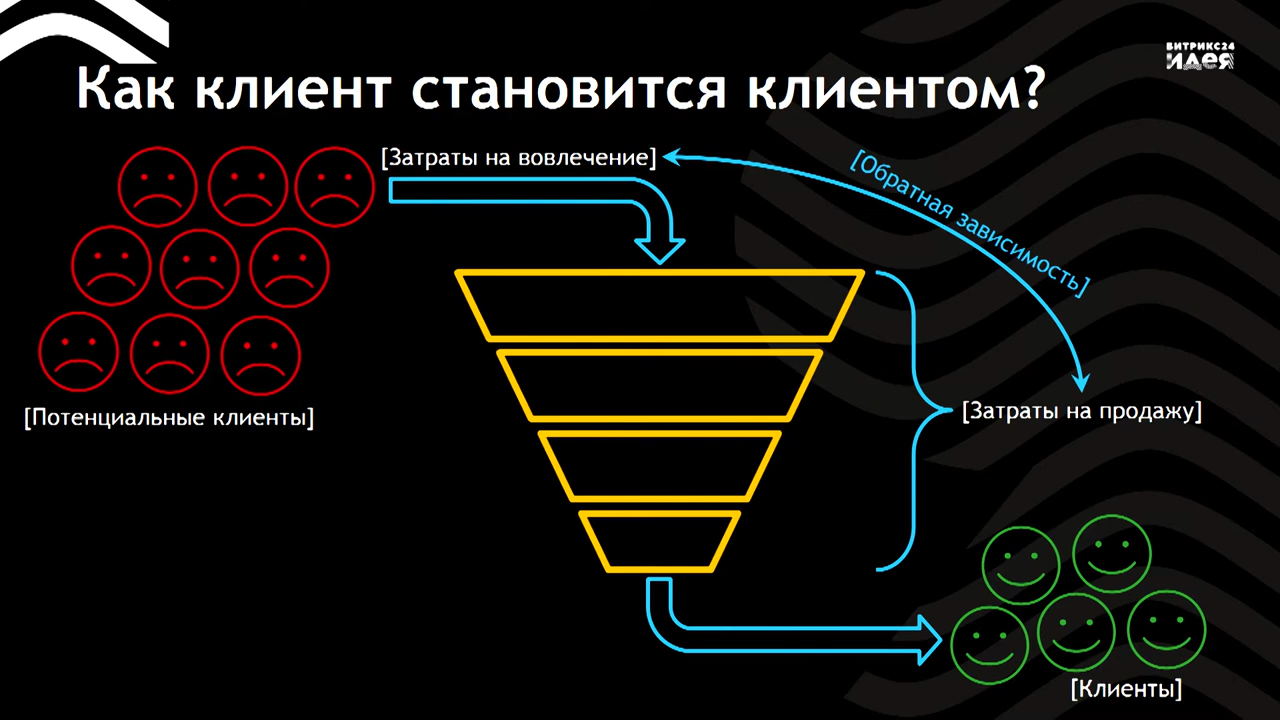 БИТРИКС24
ИДЕЯ
Как клиент становится клиентом?
[Затраты на вовлечение]
[Обратная зависимость]
[Потенциальные клиенты]
[Затраты на продажу]
[Клиенты]